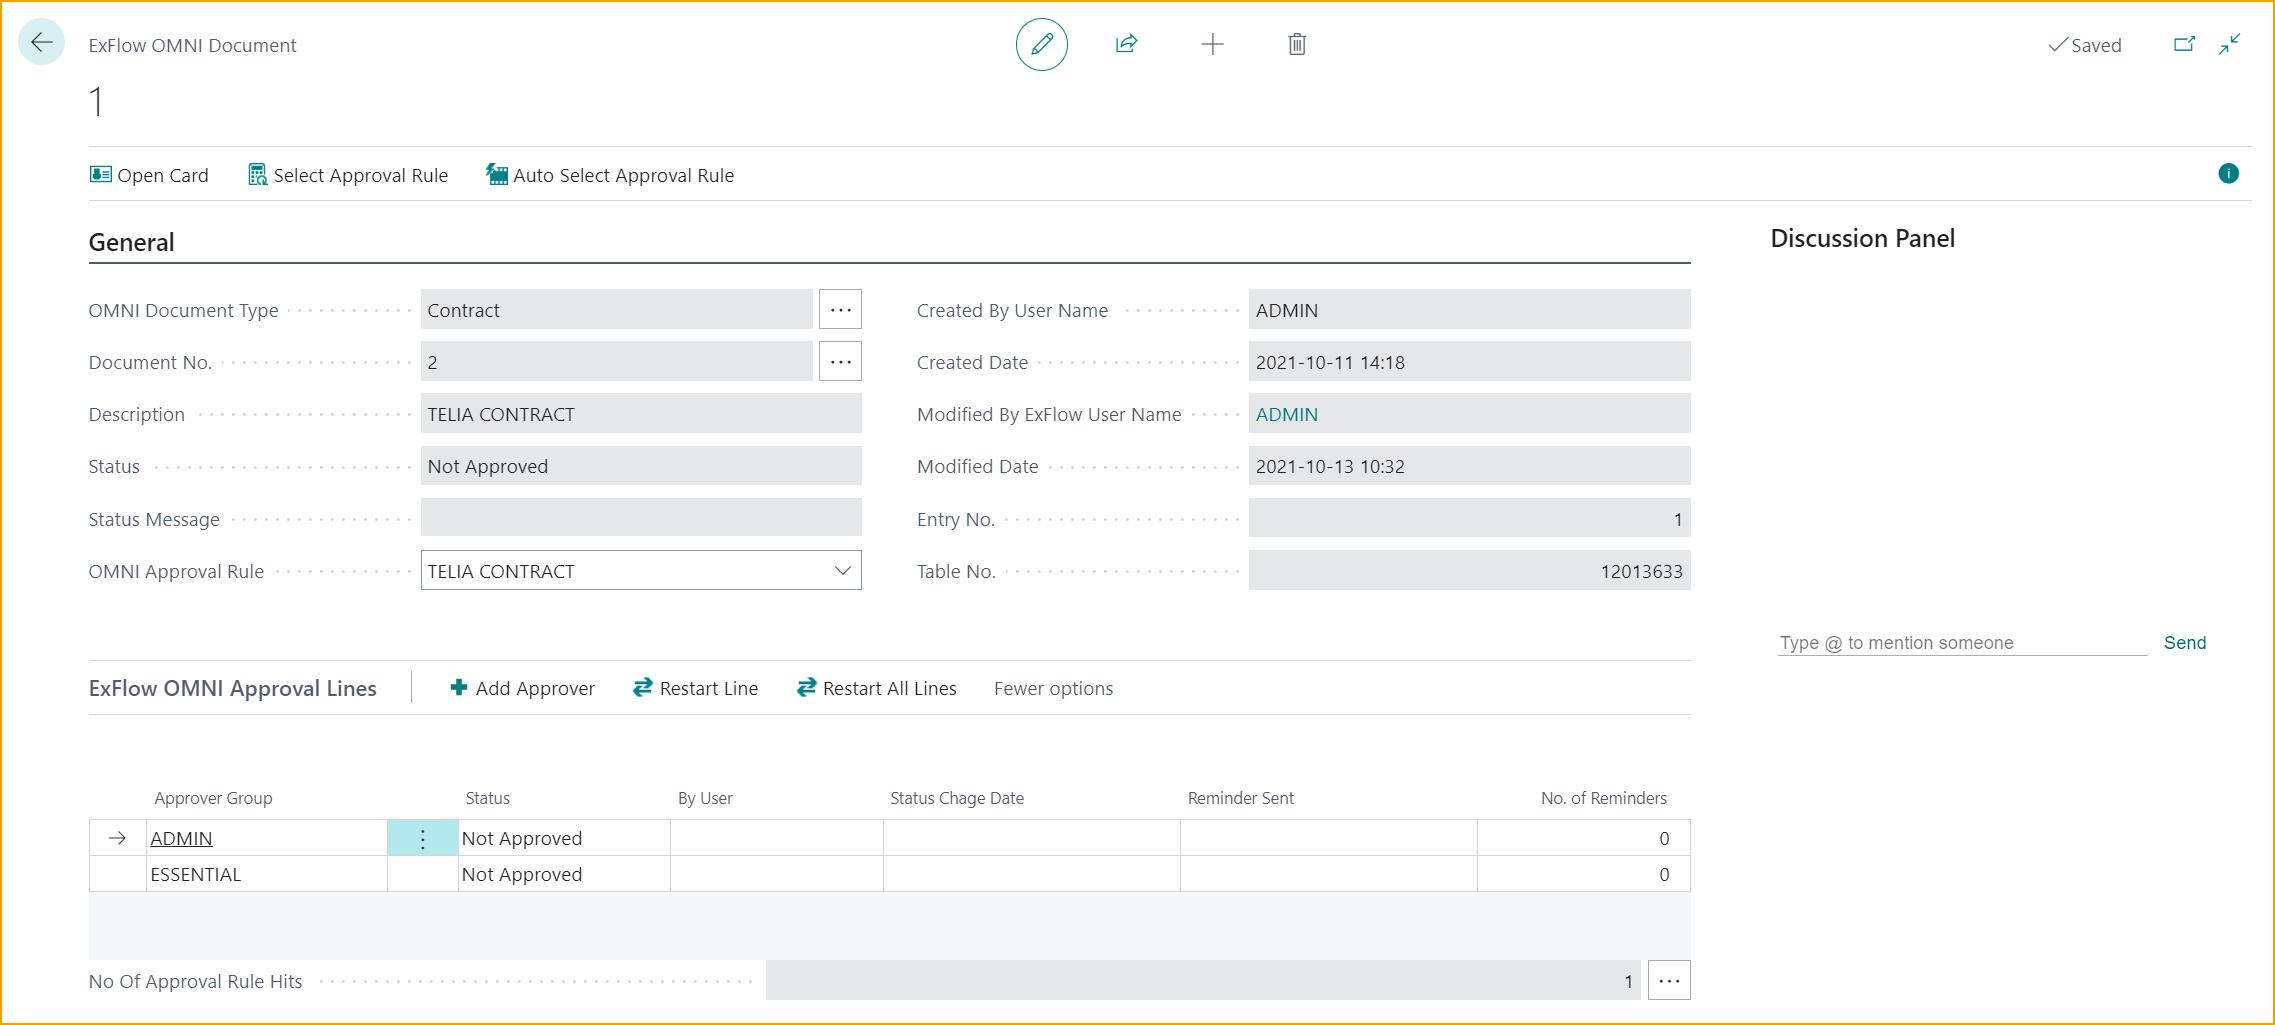 ExFlow OMNI Document
Saved
1
Open Card Select Approval Rule Auto Select Approval Rule
General
Discussion Panel
OMNI Document Type Contract
Created By User Name ADMIN
Document No. 2
Created Date 2021-10-11 14:18
Description TELIA CONTRACT
Modified By ExFlow User Name ADMIN
Status Not Approved
Modified Date 2021-10-13 10:32
Status Message
Entry No. 1
OMNI Approval Rule TELIA CONTRACT
Table No. 12013633
Type @ to mention someone Send
ExFlow OMNI Approval Lines Add Approver Restart Line Restart All Lines Fewer options
Approver Group Status By User Status Chage Date Reminder Sent No. of Reminders
ADMIN Not Approved 0
ESSENTIAL Not Approved 0
No Of Approval Rule Hits 1